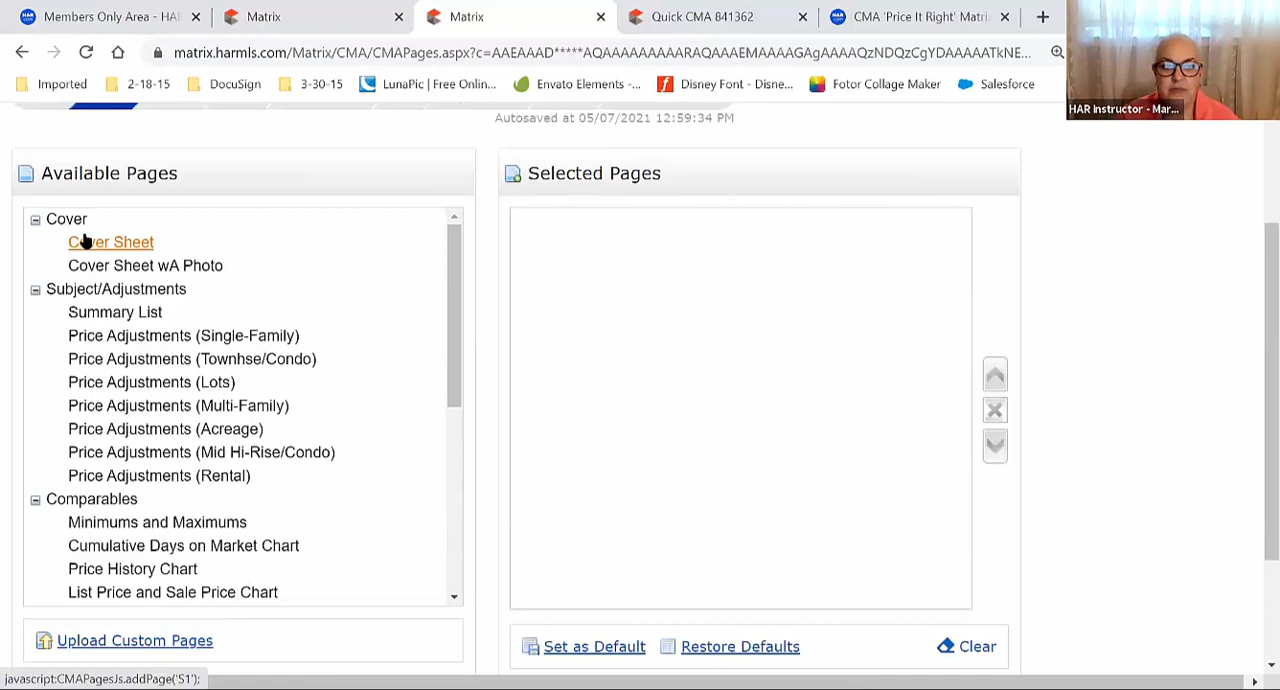 Members Only Area - HAR
Matrix
Matrix
Quick CMA 841362
CMA 'Price It Right' Matri
matrix.harmls.com/Matrix/CMA/CMAPages.aspx?c=AAEAAAD*****AQAAAAAAAAARAQAAAEMAAAAGAgAAAAQzNDQzCgYDAAAAATkNE...
Imported
2-18-15
DocuSign
3-30-15
LunaPic | Free Onlin...
Envato Elements -...
Disney Font - Disne...
Fotor Collage Maker
Salesforce
HAR Instructor - Mar...
Autosaved at 05/07/2021 12:59:34 PM
Available Pages
Selected Pages
Cover
Cover Sheet
Cover Sheet wA Photo
Subject/Adjustments
Summary List
Price Adjustments (Single-Family)
Price Adjustments (Townhse/Condo)
Price Adjustments (Lots)
Price Adjustments (Multi-Family)
Price Adjustments (Acreage)
Price Adjustments (Mid Hi-Rise/Condo)
Price Adjustments (Rental)
Comparables
Minimums and Maximums
Cumulative Days on Market Chart
Price History Chart
List Price and Sale Price Chart
Upload Custom Pages
Set as Default
Restore Defaults
Clear
javascript:CMAPagesJs.addPage('S1');